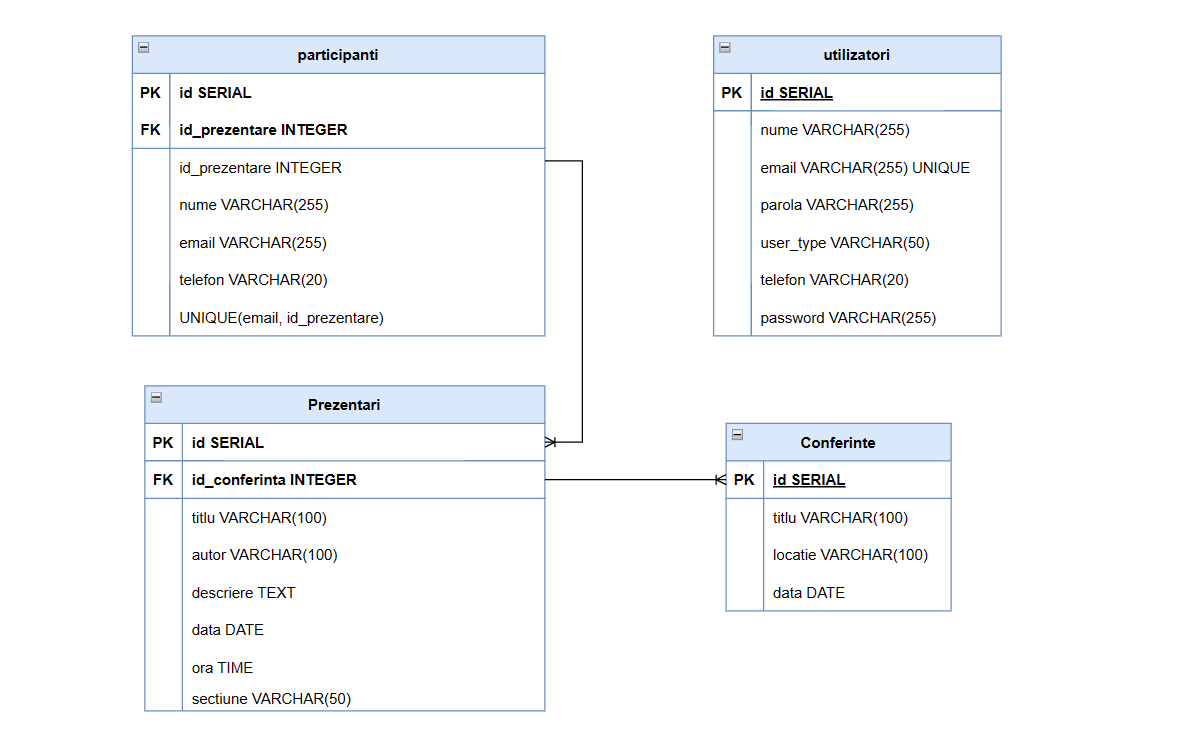 participanti
PK id SERIAL
FK id_prezentare INTEGER
id_prezentare INTEGER
nume VARCHAR(255)
email VARCHAR(255)
telefon VARCHAR(20)
UNIQUE(email, id_prezentare)
utilizatori
PK id SERIAL
nume VARCHAR(255)
email VARCHAR(255) UNIQUE
parola VARCHAR(255)
user_type VARCHAR(50)
telefon VARCHAR(20)
password VARCHAR(255)
Prezentari
PK id SERIAL
FK id_conferinta INTEGER
titlu VARCHAR(100)
autor VARCHAR(100)
descriere TEXT
data DATE
ora TIME
sectiune VARCHAR(50)
Conferinte
PK id SERIAL
titlu VARCHAR(100)
locatie VARCHAR(100)
data DATE